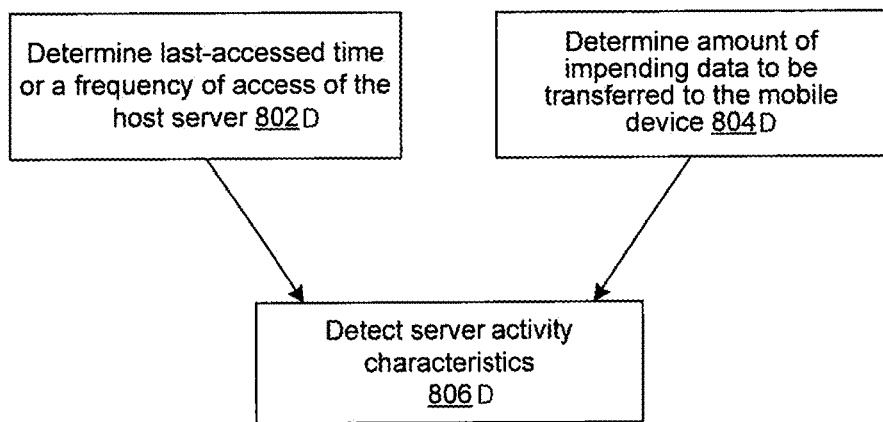 Determine last-accessed time
or a frequency of access of the
host server 802D
Determine amount of
impending data to be
transferred to the mobile
device 804D
Detect server activity
characteristics
806D